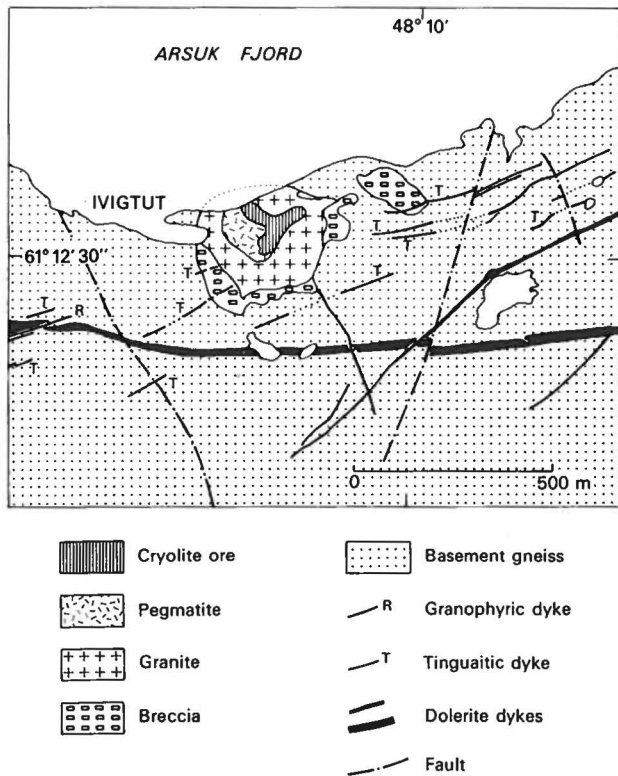 48° 10'
ARSUK FJORD
IVIGTUT
61° 12' 30"
T
T
T
T
T
T
T
T
R
T
T
0 500 m
Cryolite ore
Pegmatite
Granite
Breccia
Basement gneiss
R Granophyric dyke
T Tinguaitic dyke
Dolerite dykes
Fault